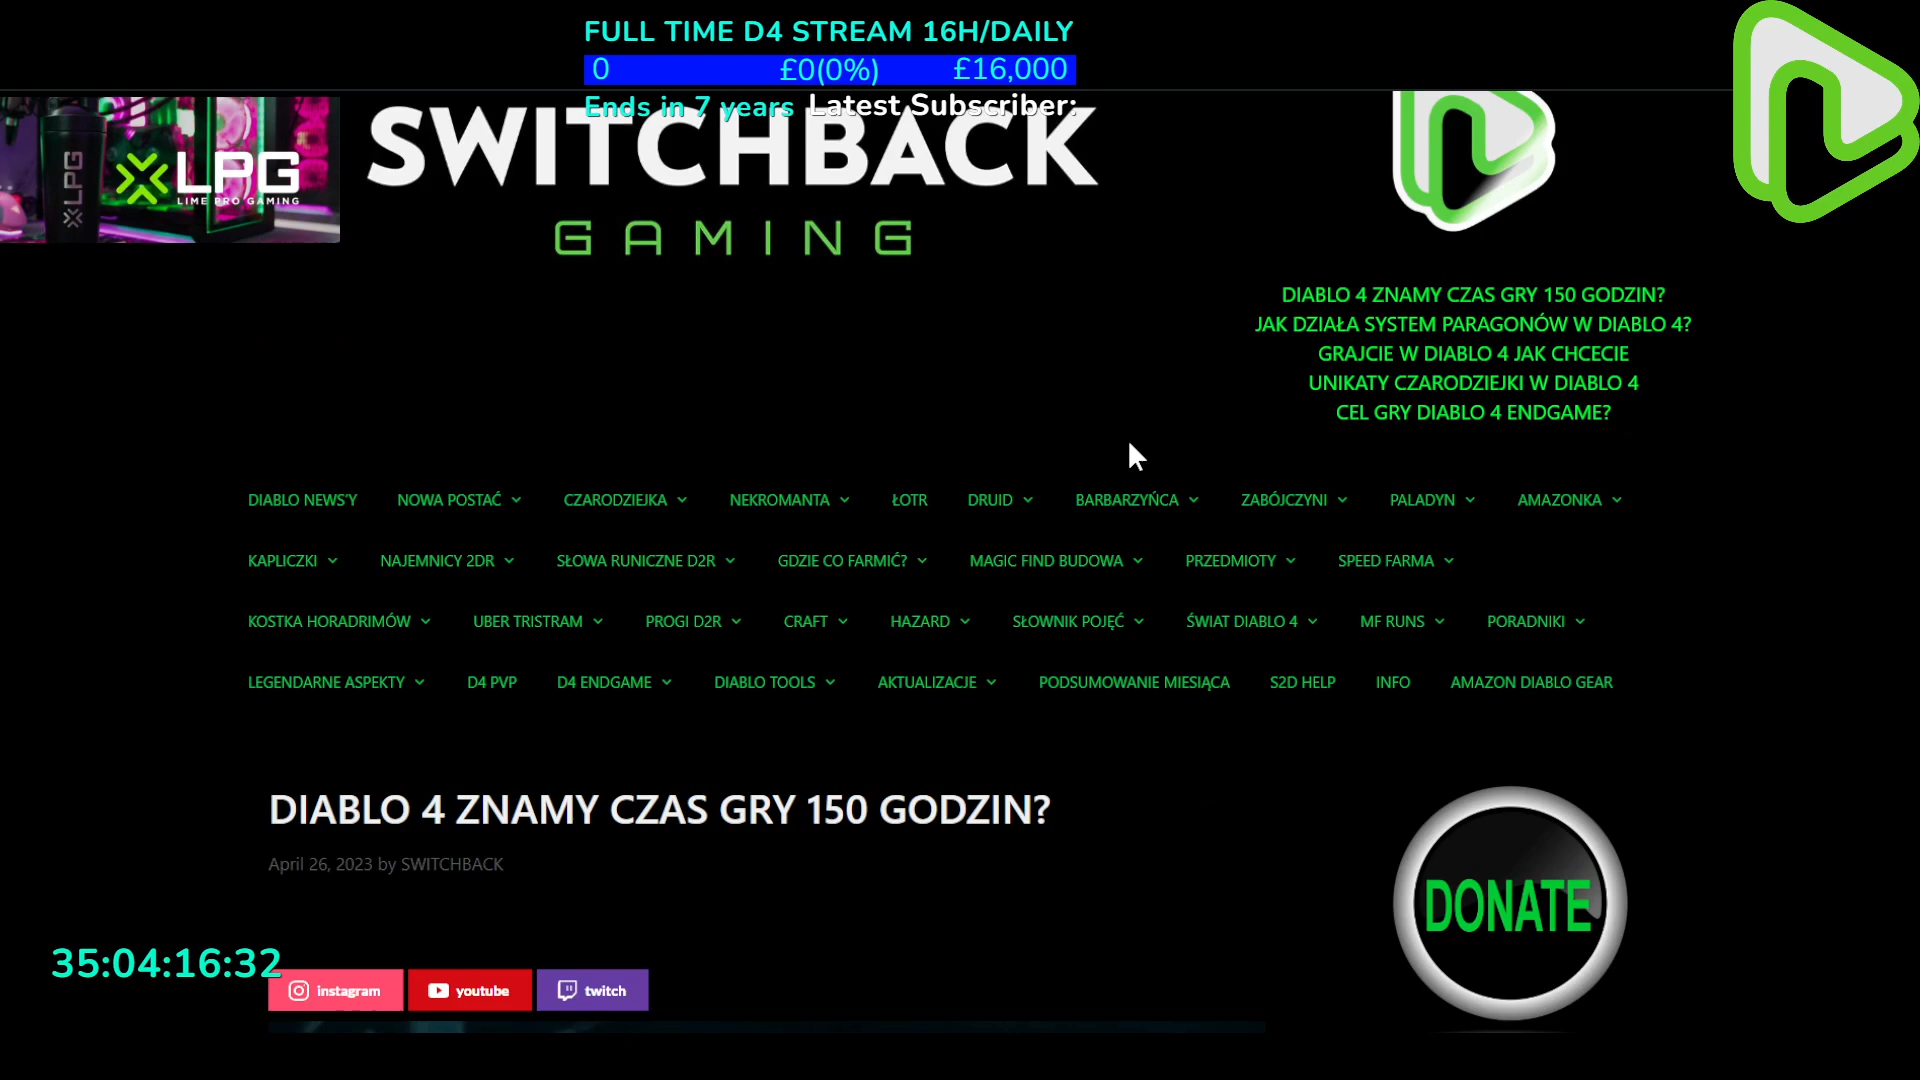 FULL TIME D4 STREAM 16H/DAILY
0 £0(0%) £16,000
Ends in 7 years Latest Subscriber:
XLPG
LPG
LIME PRO GAMING
SWITCHBACK
GAMING
DIABLO 4 ZNAMY CZAS GRY 150 GODZIN?
JAK DZIAŁA SYSTEM PARAGONÓW W DIABLO 4?
GRAJCIE W DIABLO 4 JAK CHCECIE
UNIKATY CZARODZIEJKI W DIABLO 4
CEL GRY DIABLO 4 ENDGAME?
DIABLO NEWS'Y NOWA POSTAĆ CZARODZIEJKA NEKROMANTA ŁOTR DRUID BARBARZYŃCA ZABÓJCZYNI PALADYN AMAZONKA
KAPLICZKI NAJEMNICY 2DR SŁOWA RUNICZNE D2R GDZIE CO FARMIĆ? MAGIC FIND BUDOWA PRZEDMIOTY SPEED FARMA
KOSTKA HORADRIMÓW UBER TRISTRAM PROGI D2R CRAFT HAZARD SŁOWNIK POJĘĆ ŚWIAT DIABLO 4 MF RUNS PORADNIKI
LEGENDARNE ASPEKTY D4 PVP D4 ENDGAME DIABLO TOOLS AKTUALIZACJE PODSUMOWANIE MIESIĄCA S2D HELP INFO AMAZON DIABLO GEAR
DIABLO 4 ZNAMY CZAS GRY 150 GODZIN?
April 26, 2023 by SWITCHBACK
DONATE
35:04:16:32
instagram youtube twitch